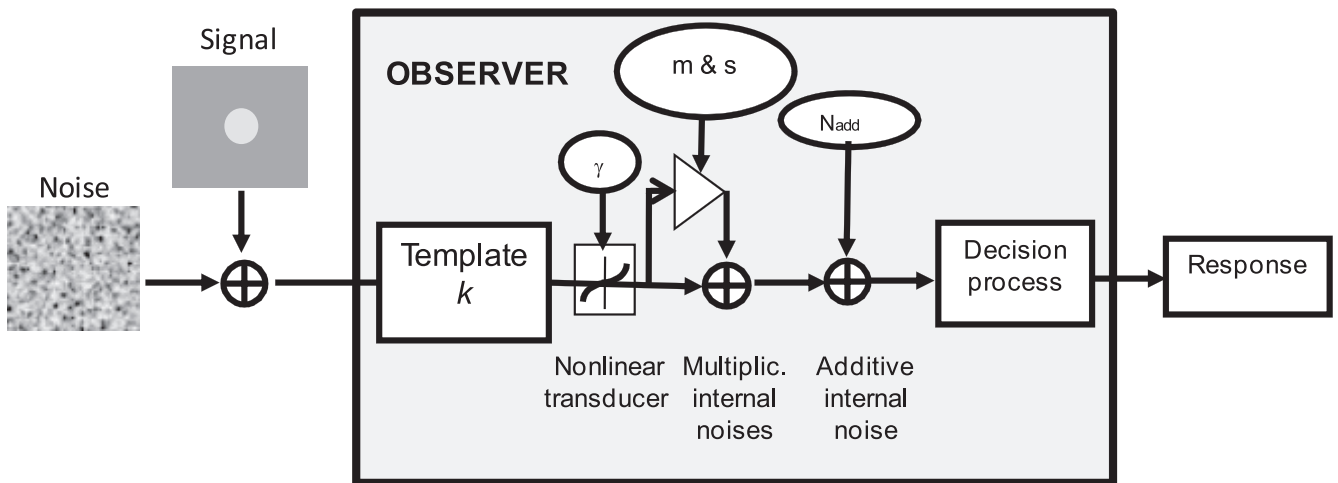 Signal
OBSERVER
m & s
Nadd
γ
Noise
Template
k
Decision
process
Response
Nonlinear
transducer
Multiplic.
internal
noises
Additive
internal
noise